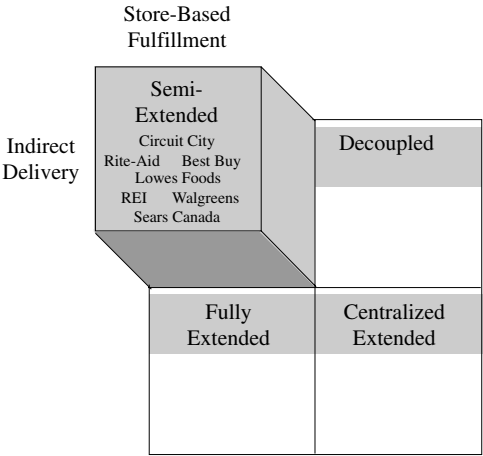 Store-Based
Fulfillment
Semi-
Extended
Circuit City
Rite-Aid Best Buy
Lowes Foods
REI Walgreens
Sears Canada
Indirect
Delivery
Decoupled
Fully
Extended
Centralized
Extended